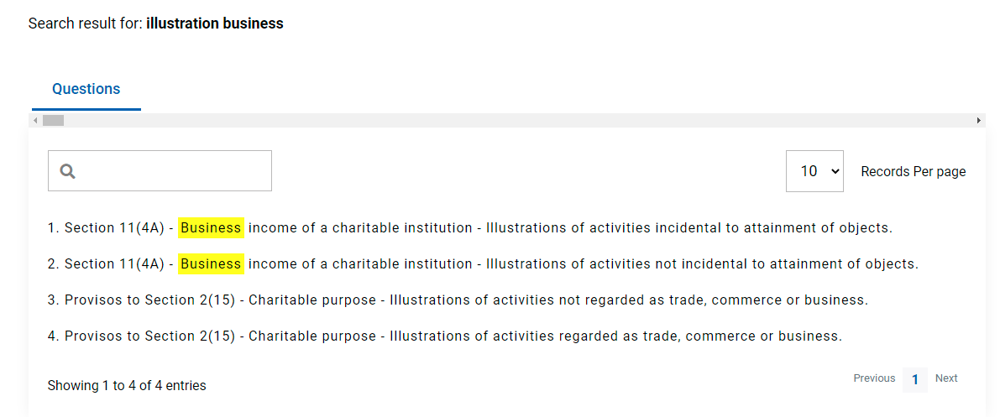 Search result for: illustration business
Questions
10 Records Per page
1. Section 11(4A) - Business income of a charitable institution - Illustrations of activities incidental to attainment of objects.
2. Section 11(4A) - Business income of a charitable institution - Illustrations of activities not incidental to attainment of objects.
3. Provisos to Section 2(15) - Charitable purpose - Illustrations of activities not regarded as trade, commerce or business.
4. Provisos to Section 2(15) - Charitable purpose - Illustrations of activities regarded as trade, commerce or business.
Showing 1 to 4 of 4 entries
Previous 1 Next